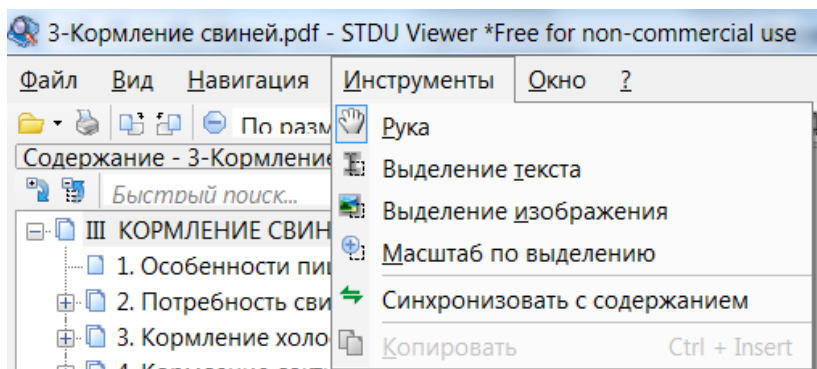 3-Кормление свиней.pdf - STDU Viewer *Free for non-commercial use
Файл Вид Навигация Инструменты Окно ?
По разм
Рука
Содержание - 3-Кормление
Выделение текста
Быстрый поиск...
Выделение изображения
III КОРМЛЕНИЕ СВИН
Масштаб по выделению
1. Особенности пи
2. Потребность сви
Синхронизовать с содержанием
3. Кормление холо
Копировать Ctrl + Insert